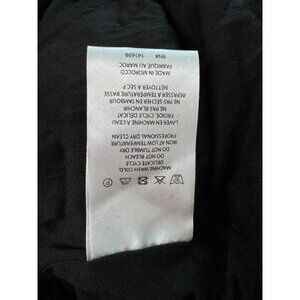 MACHINE WASH COLD,
DELICATE CYCLE
DO NOT BLEACH
DO NOT TUMBLE DRY
IRON AT LOW TEMPERATURE
PROFESSIONAL DRY CLEAN
LAVER EN MACHINE A L'EAU
FROIDE, CYCLE DELICAT
NE PAS BLANCHIR
NE PAS SECHER EN TAMBOUR
REPASSER A TEMPERATURE BASSE
NETTOYER A SEC P
MADE IN MOROCCO
FABRIQUE AU MAROC
RN# 141698